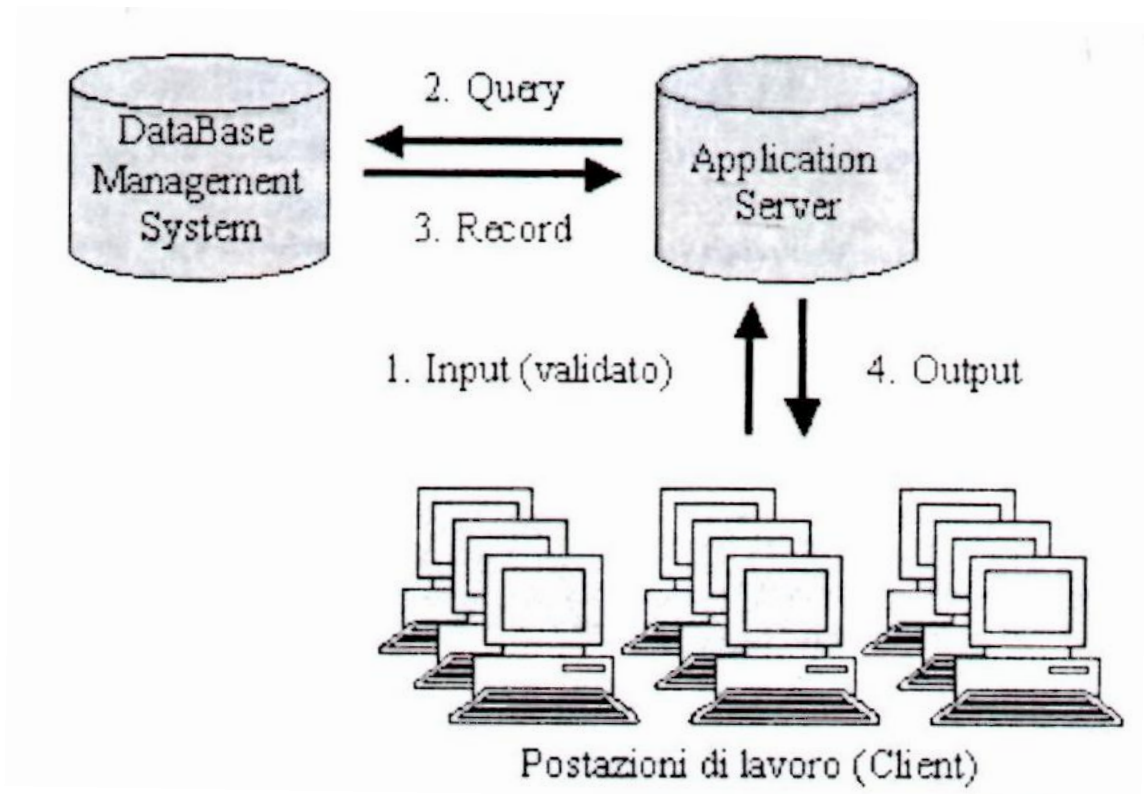 DataBase
Management
System
2. Query
3. Record
Application
Server
1. Input (validato)
4. Output
Postazioni di lavoro (Client)